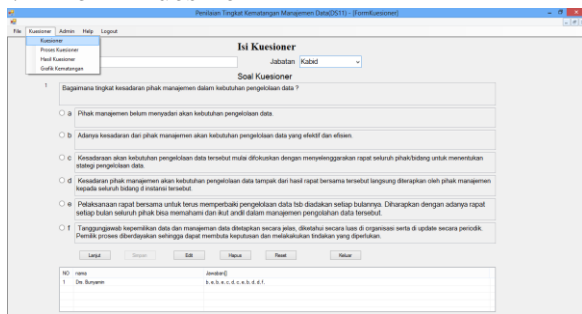 Penilaian Tingkat Kematangan Manajemen Data(DS11) - [FormKuesioner]
File Kuesioner Admin Help Logout
Kuesioner
Proses Kuesioner
Hasil Kuesioner
Grafik Kematangan
Isi Kuesioner
Jabatan Kabid
Soal Kuesioner
1 Bagaimana tingkat kesadaran pihak manajemen dalam kebutuhan pengelolaan data ?
a Pihak manajemen belum menyadari akan kebutuhan pengelolaan data.
b Adanya kesadaran dari pihak manajemen akan kebutuhan pengelolaan data yang efektif dan efisien.
c Kesadaraan akan kebutuhan pengelolaan data tersebut mulai difokuskan dengan menyelenggarakan rapat seluruh pihak/bidang untuk menentukan
stategi pengelolaan data.
d Kesadaran pihak manajemen akan kebutuhan pengelolaan data tampak dari hasil rapat bersama tersebut langsung diterapkan oleh pihak manajemen
kepada seluruh bidang d instansi tersebut.
e Pelaksanaan rapat bersama untuk terus memperbaiki pengelolaan data tsb diadakan setiap bulannya. Diharapkan dengan adanya rapat
setiap bulan seluruh pihak bisa memahami dan ikut andil dalam manajemen pengolahan data tersebut.
f Tanggungjawab kepemilikan data dan manajeman data ditetapkan secara jelas, diketahui secara luas di organisasi serta di update secara periodik.
Pemilik proses diberdayakan sehingga dapat membuta keputusan dan melakakukan tindakan yang diperlukan.
Lanjut Simpan Edit Hapus Reset Keluar
NO nama Jawaban[]
1 Drs. Bunyamin b, a, b, e, c, d, c, e, b, d, d, f,